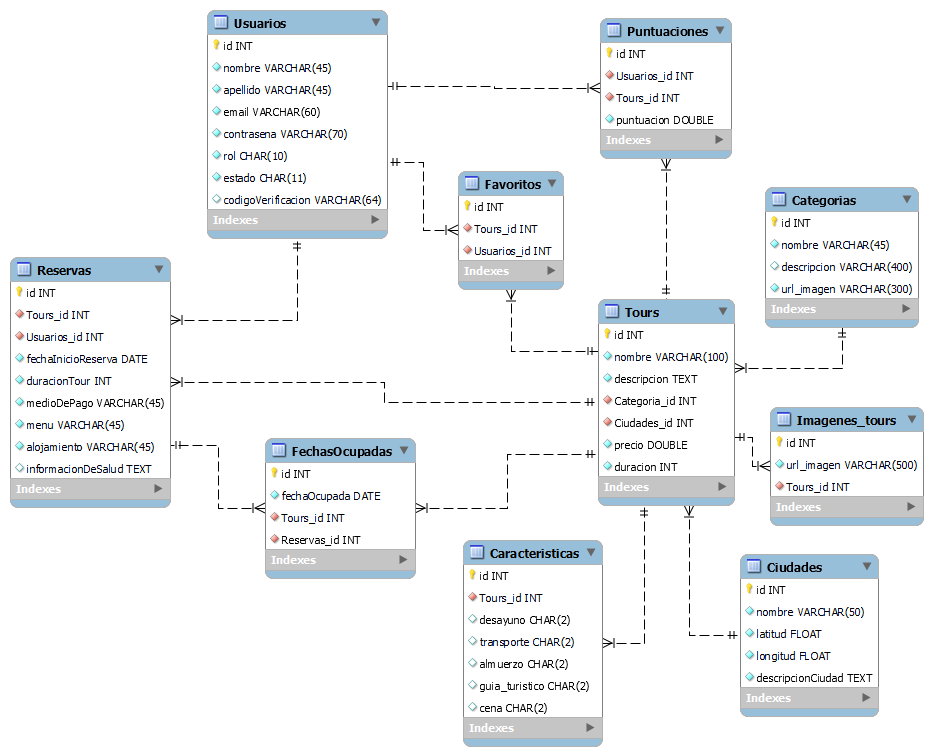 Usuarios
id INT
nombre VARCHAR(45)
apellido VARCHAR(45)
email VARCHAR(60)
contrasena VARCHAR(70)
rol CHAR(10)
estado CHAR(11)
codigoVerificacion VARCHAR(64)
Indexes
Puntuaciones
id INT
Usuarios_id INT
Tours_id INT
puntuacion DOUBLE
Indexes
Favoritos
id INT
Tours_id INT
Usuarios_id INT
Indexes
Categorias
id INT
nombre VARCHAR(45)
descripcion VARCHAR(400)
url_imagen VARCHAR(300)
Indexes
Reservas
id INT
Tours_id INT
Usuarios_id INT
fechaInicioReserva DATE
duracionTour INT
medioDePago VARCHAR(45)
menu VARCHAR(45)
alojamiento VARCHAR(45)
informacionDeSalud TEXT
Indexes
Tours
id INT
nombre VARCHAR(100)
descripcion TEXT
Categoria_id INT
Ciudades_id INT
precio DOUBLE
duracion INT
Indexes
Imagenes_tours
id INT
url_imagen VARCHAR(500)
Tours_id INT
Indexes
FechasOcupadas
id INT
fechaOcupada DATE
Tours_id INT
Reservas_id INT
Indexes
Caracteristicas
id INT
Tours_id INT
desayuno CHAR(2)
transporte CHAR(2)
almuerzo CHAR(2)
guia_turistico CHAR(2)
cena CHAR(2)
Indexes
Ciudades
id INT
nombre VARCHAR(50)
latitud FLOAT
longitud FLOAT
descripcionCiudad TEXT
Indexes